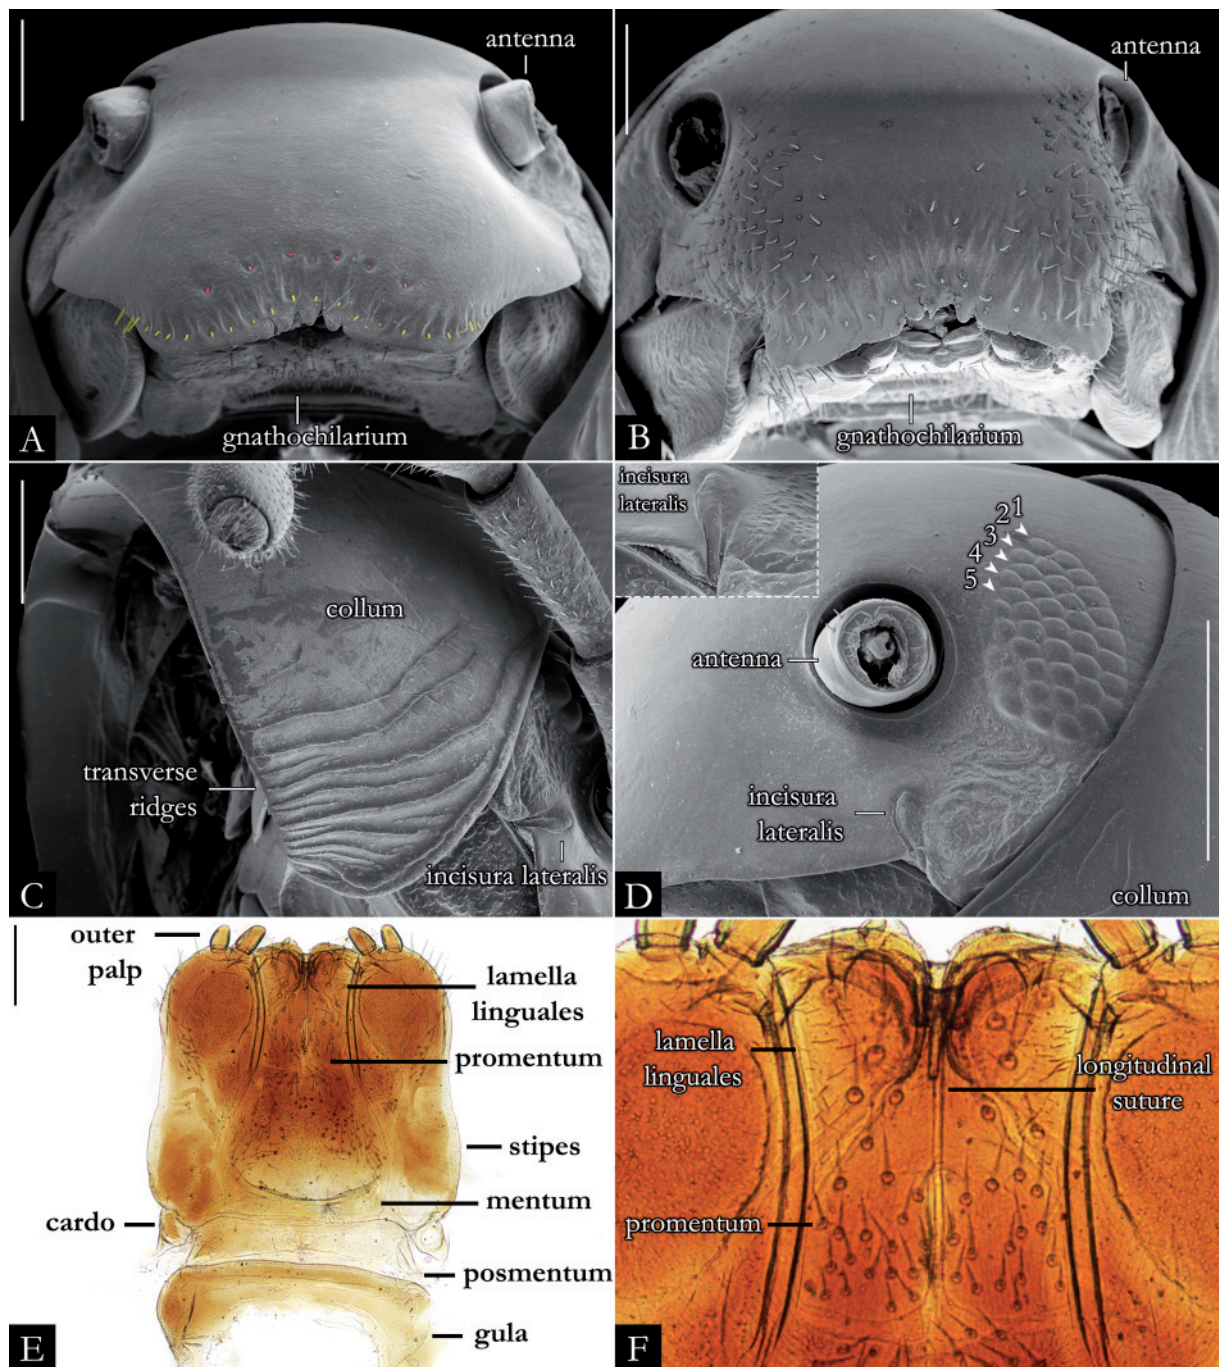 antenna
gnathochilarium
A
antenna
gnathochilarium
B
collum
transverse
ridges
incisura lateralis
C
incisura
lateralis
1
2
3
4
5
antenna
incisura
lateralis
collum
D
outer
palp
lamella
linguales
promentum
stipes
mentum
cardo
posmentum
gula
E
lamella
linguales
longitudinal
suture
promentum
F